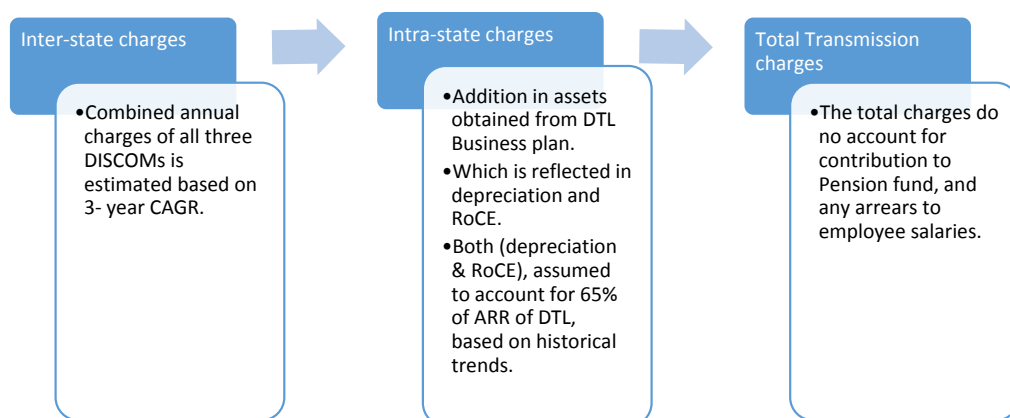 Inter-state charges
•Combined annual
charges of all three
DISCOMs is
estimated based on
3- year CAGR.
Intra-state charges
•Addition in assets
obtained from DTL
Business plan.
•Which is reflected in
depreciation and
RoCE.
•Both (depreciation
& RoCE), assumed
to account for 65%
of ARR of DTL,
based on historical
trends.
Total Transmission
charges
•The total charges do
no account for
contribution to
Pension fund, and
any arrears to
employee salaries.